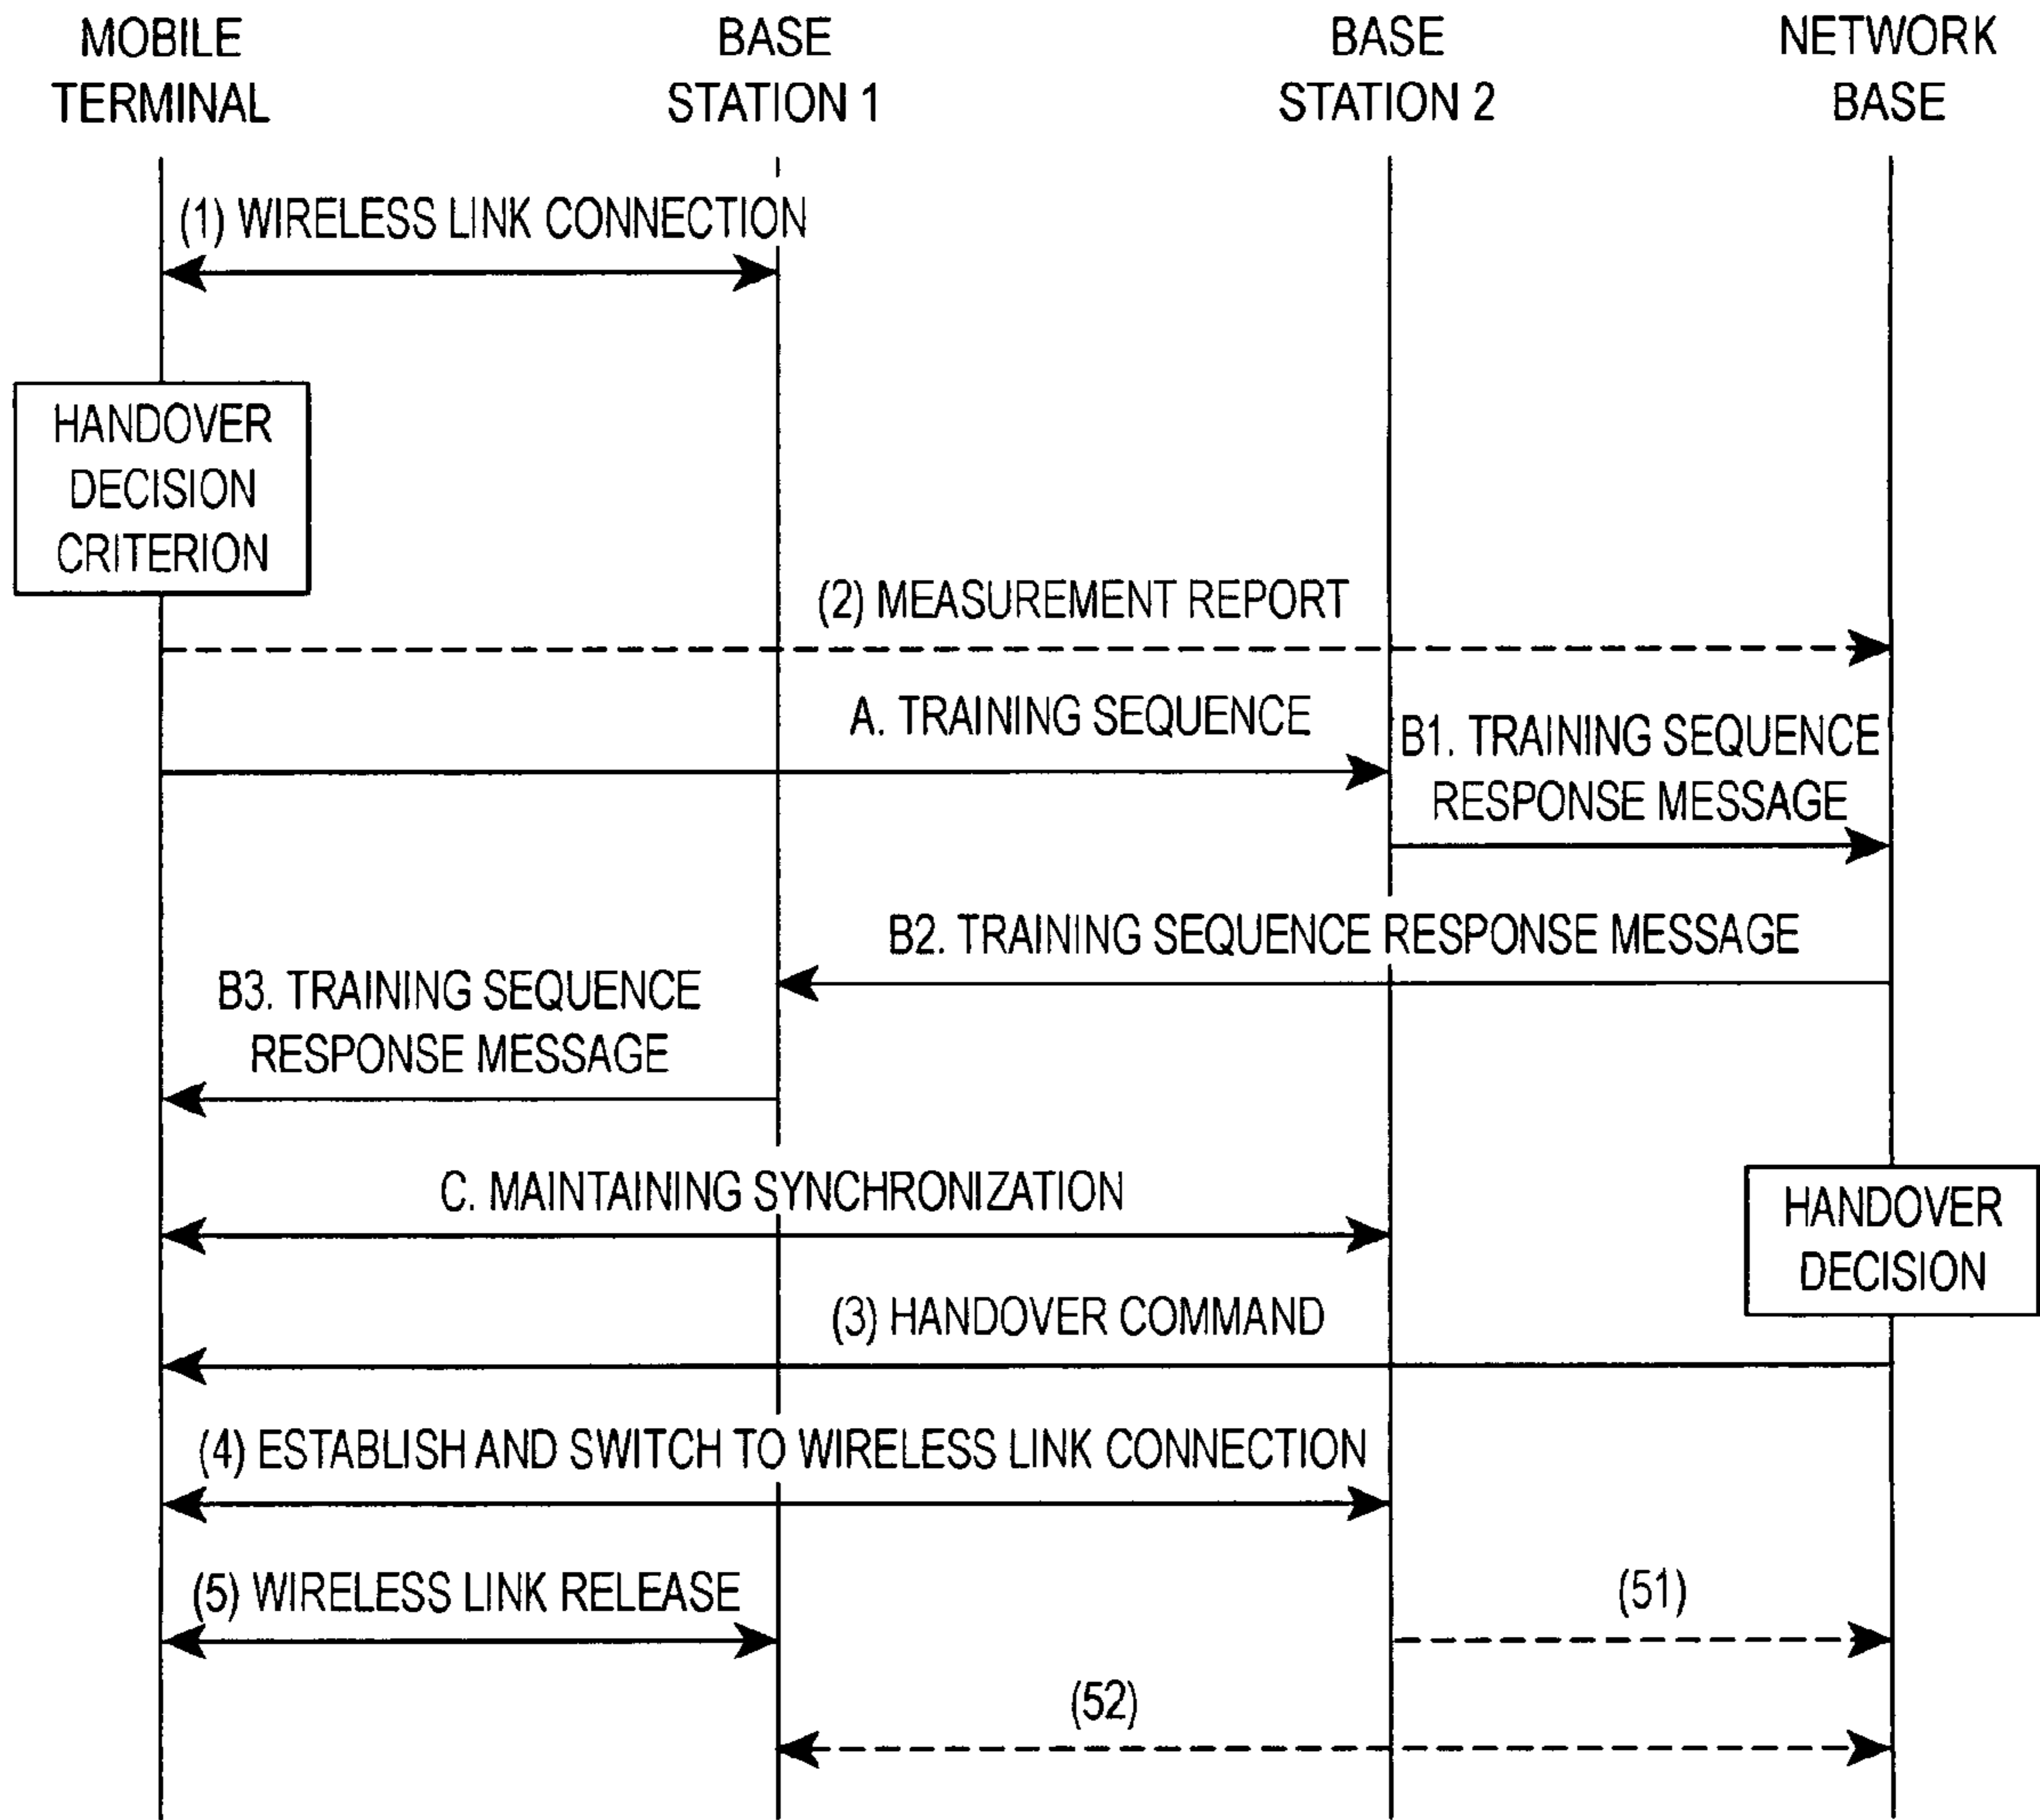 MOBILE
TERMINAL
BASE
STATION 1
BASE
STATION 2
NETWORK
BASE
(1) WIRELESS LINK CONNECTION
HANDOVER
DECISION
CRITERION
(2) MEASUREMENT REPORT
A. TRAINING SEQUENCE
B1. TRAINING SEQUENCE
RESPONSE MESSAGE
B2. TRAINING SEQUENCE RESPONSE MESSAGE
B3. TRAINING SEQUENCE
RESPONSE MESSAGE
C. MAINTAINING SYNCHRONIZATION
HANDOVER
DECISION
(3) HANDOVER COMMAND
(4) ESTABLISH AND SWITCH TO WIRELESS LINK CONNECTION
(5) WIRELESS LINK RELEASE
(51)
(52)